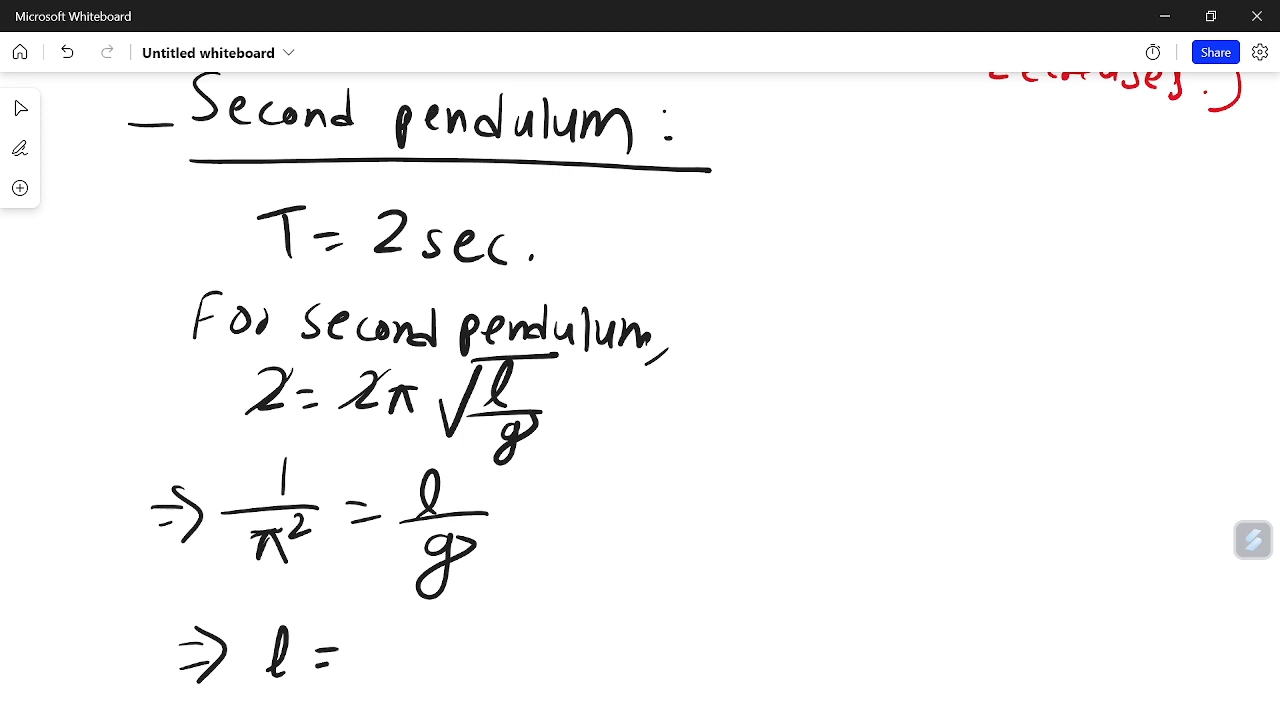 Microsoft Whiteboard
Untitled whiteboard
Share
_ Second pendulum :
T = 2 sec.
For second pendulum,
2 = 2π √(l/g)
⇒ 1/π² = l/g
⇒ l =